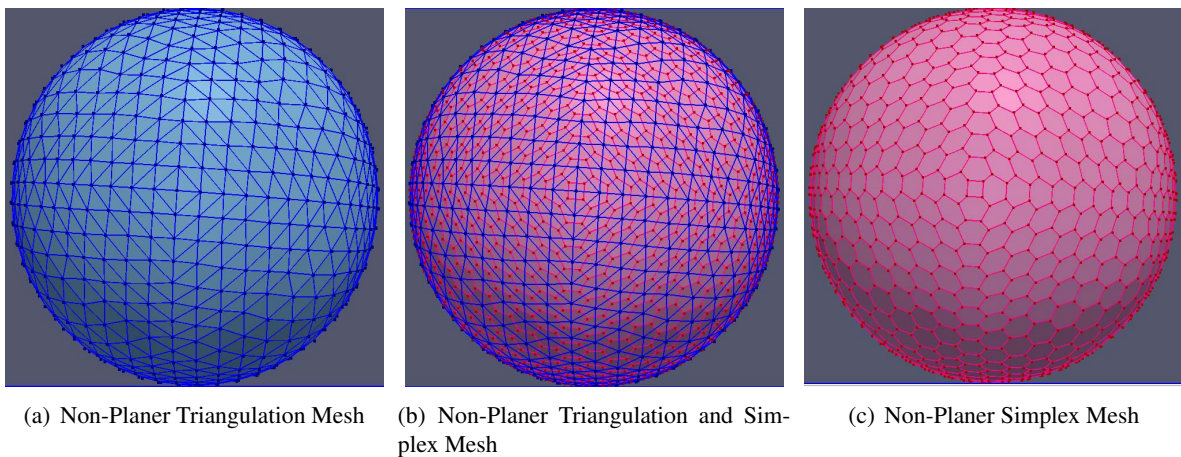 (a) Non-Planer Triangulation Mesh
(b) Non-Planer Triangulation and Sim-
plex Mesh
(c) Non-Planer Simplex Mesh